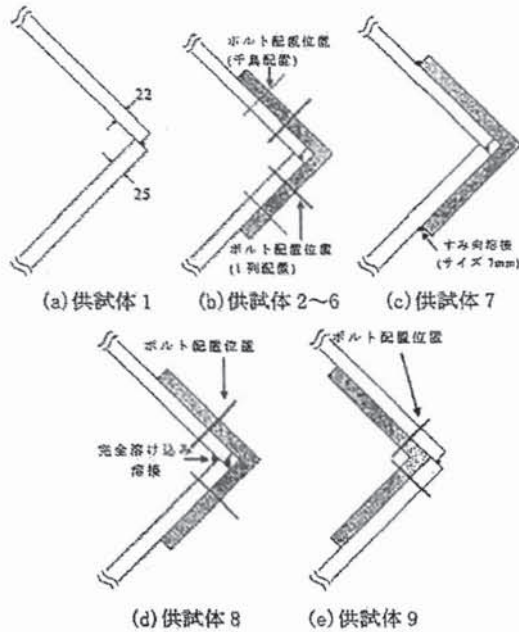 22
25
(a)供試体1
ボルト配置位置
(千鳥配置)
ボルト配置位置
(1列配置)
(b)供試体2~6
すみ肉溶接
(サイズ7mm)
(c)供試体7
ボルト配置位置
完全溶け込み
溶接
(d)供試体8
ボルト配置位置
(e)供試体9